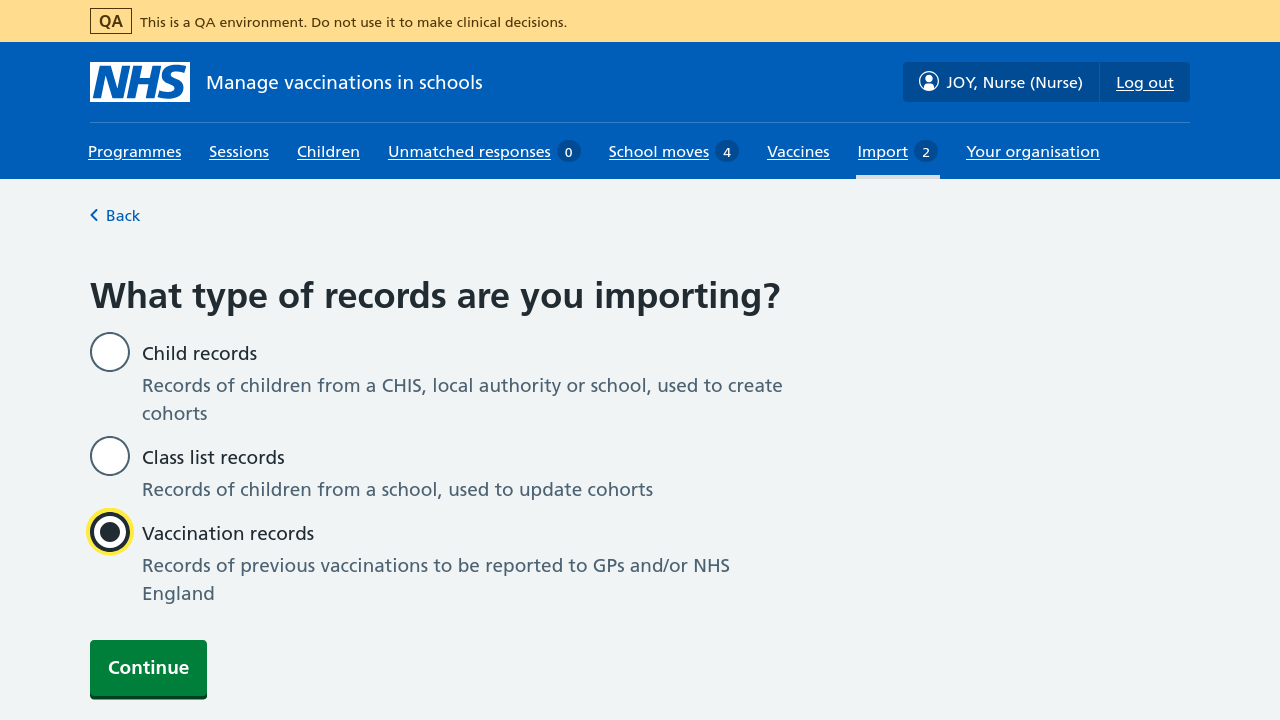 QA This is a QA environment. Do not use it to make clinical decisions.
NHS Manage vaccinations in schools JOY, Nurse (Nurse) Log out
Programmes Sessions Children Unmatched responses 0 School moves 4 Vaccines Import 2 Your organisation
Back
What type of records are you importing?
Child records
Records of children from a CHIS, local authority or school, used to create
cohorts
Class list records
Records of children from a school, used to update cohorts
Vaccination records
Records of previous vaccinations to be reported to GPs and/or NHS
England
Continue